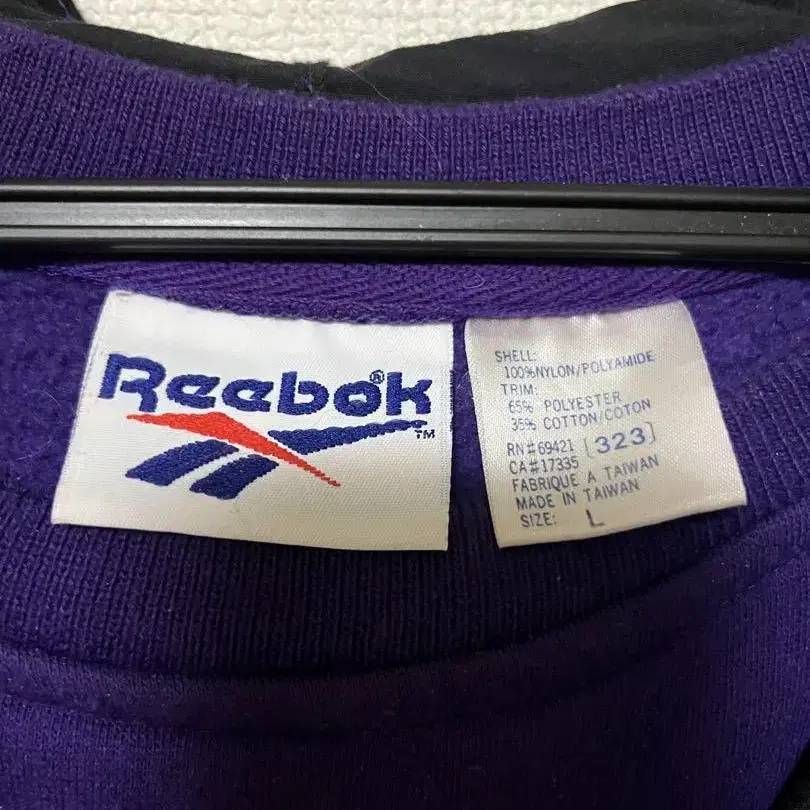 Reebok®
TM
SHELL:
100%NYLON/POLYAMIDE
TRIM:
65% POLYESTER
35% COTTON/COTON
RN#69421 [323]
CA#17335
FABRIQUE A TAIWAN
MADE IN TAIWAN
SIZE: L